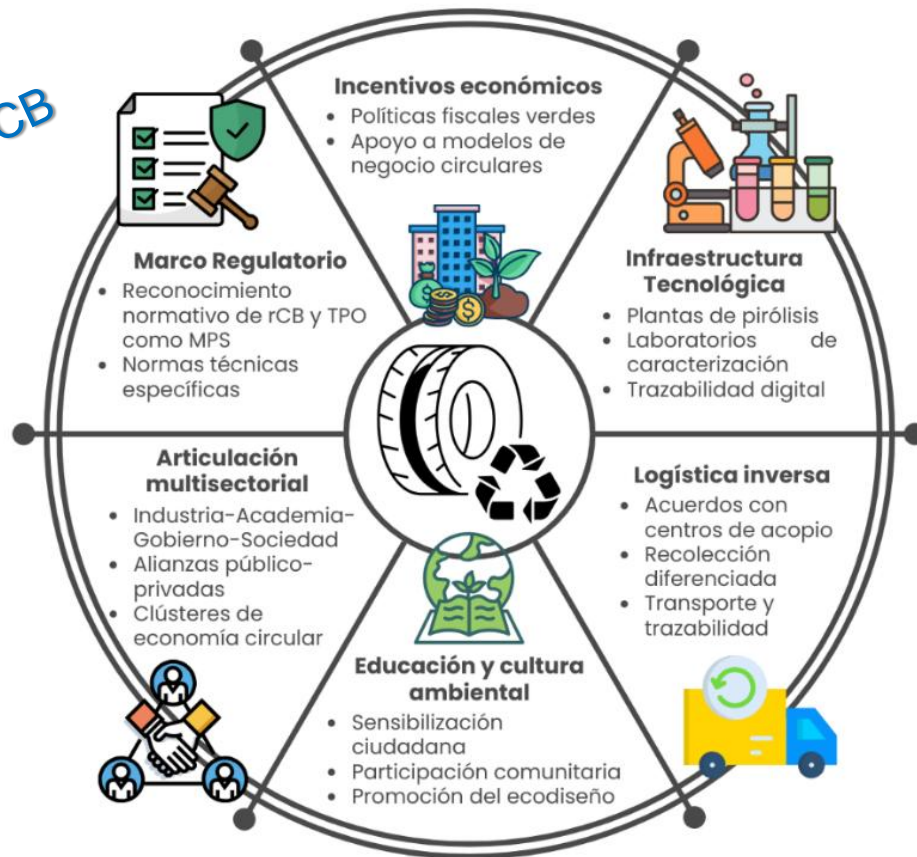 CB
Incentivos económicos
• Políticas fiscales verdes
• Apoyo a modelos de
negocio circulares
Marco Regulatorio
• Reconocimiento
normativo de rCB y TPO
como MPS
• Normas técnicas
específicas
Infraestructura
Tecnológica
• Plantas de pirólisis
• Laboratorios de
caracterización
• Trazabilidad digital
Articulación
multisectorial
• Industria-Academia-
Gobierno-Sociedad
• Alianzas público-
privadas
• Clústeres de
economía circular
Logística inversa
• Acuerdos con
centros de acopio
• Recolección
diferenciada
• Transporte y
trazabilidad
Educación y cultura
ambiental
• Sensibilización
ciudadana
• Participación comunitaria
• Promoción del ecodiseño